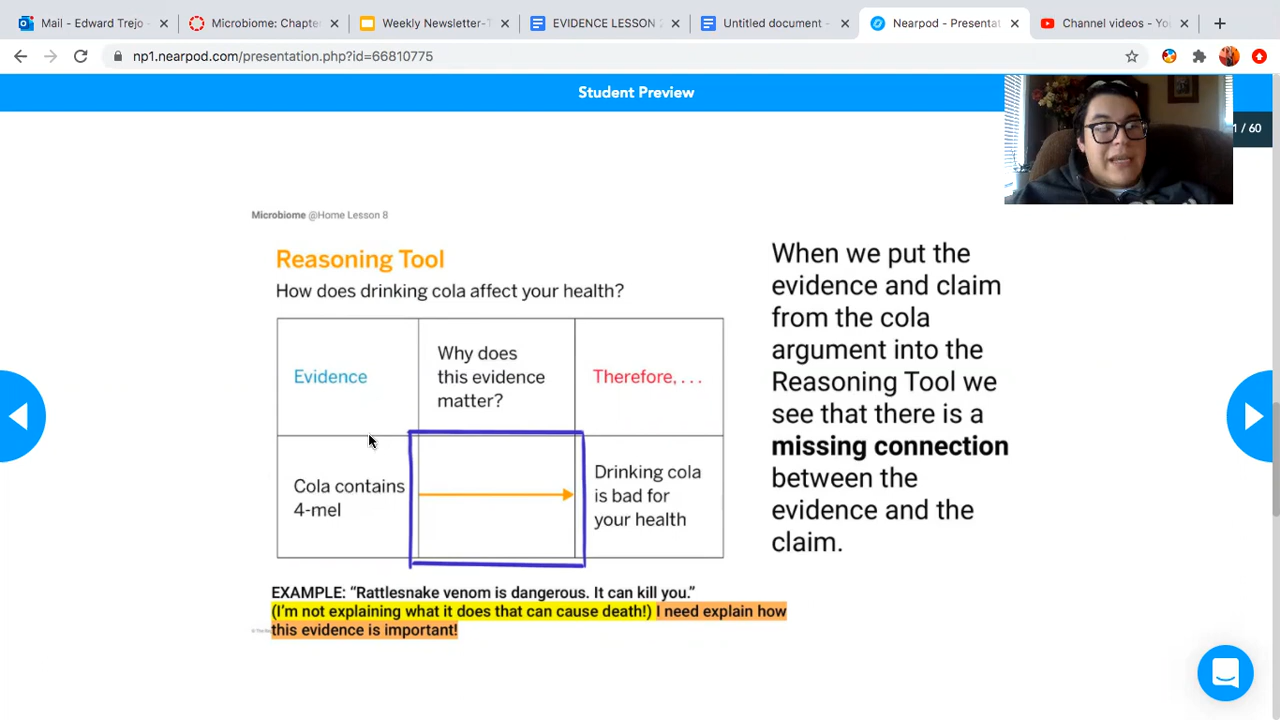 Mail - Edward Trejo -
Microbiome: Chapter
Weekly Newsletter-T
EVIDENCE LESSON 2
Untitled document -
Nearpod - Presentat
Channel videos - Yo
np1.nearpod.com/presentation.php?id=66810775
Student Preview
1 / 60
Microbiome @Home Lesson 8
Reasoning Tool
How does drinking cola affect your health?
Evidence
Why does
this evidence
matter?
Therefore, . . .
Cola contains
4-mel
Drinking cola
is bad for
your health
When we put the
evidence and claim
from the cola
argument into the
Reasoning Tool we
see that there is a
missing connection
between the
evidence and the
claim.
EXAMPLE: “Rattlesnake venom is dangerous. It can kill you.”
(I’m not explaining what it does that can cause death!) I need explain how
this evidence is important!